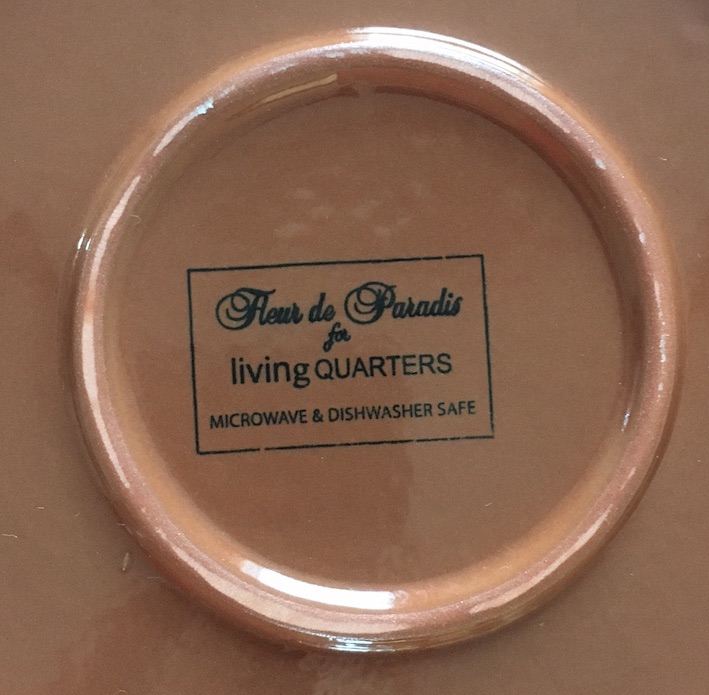 Fleur de Paradis
for
living QUARTERS
MICROWAVE & DISHWASHER SAFE